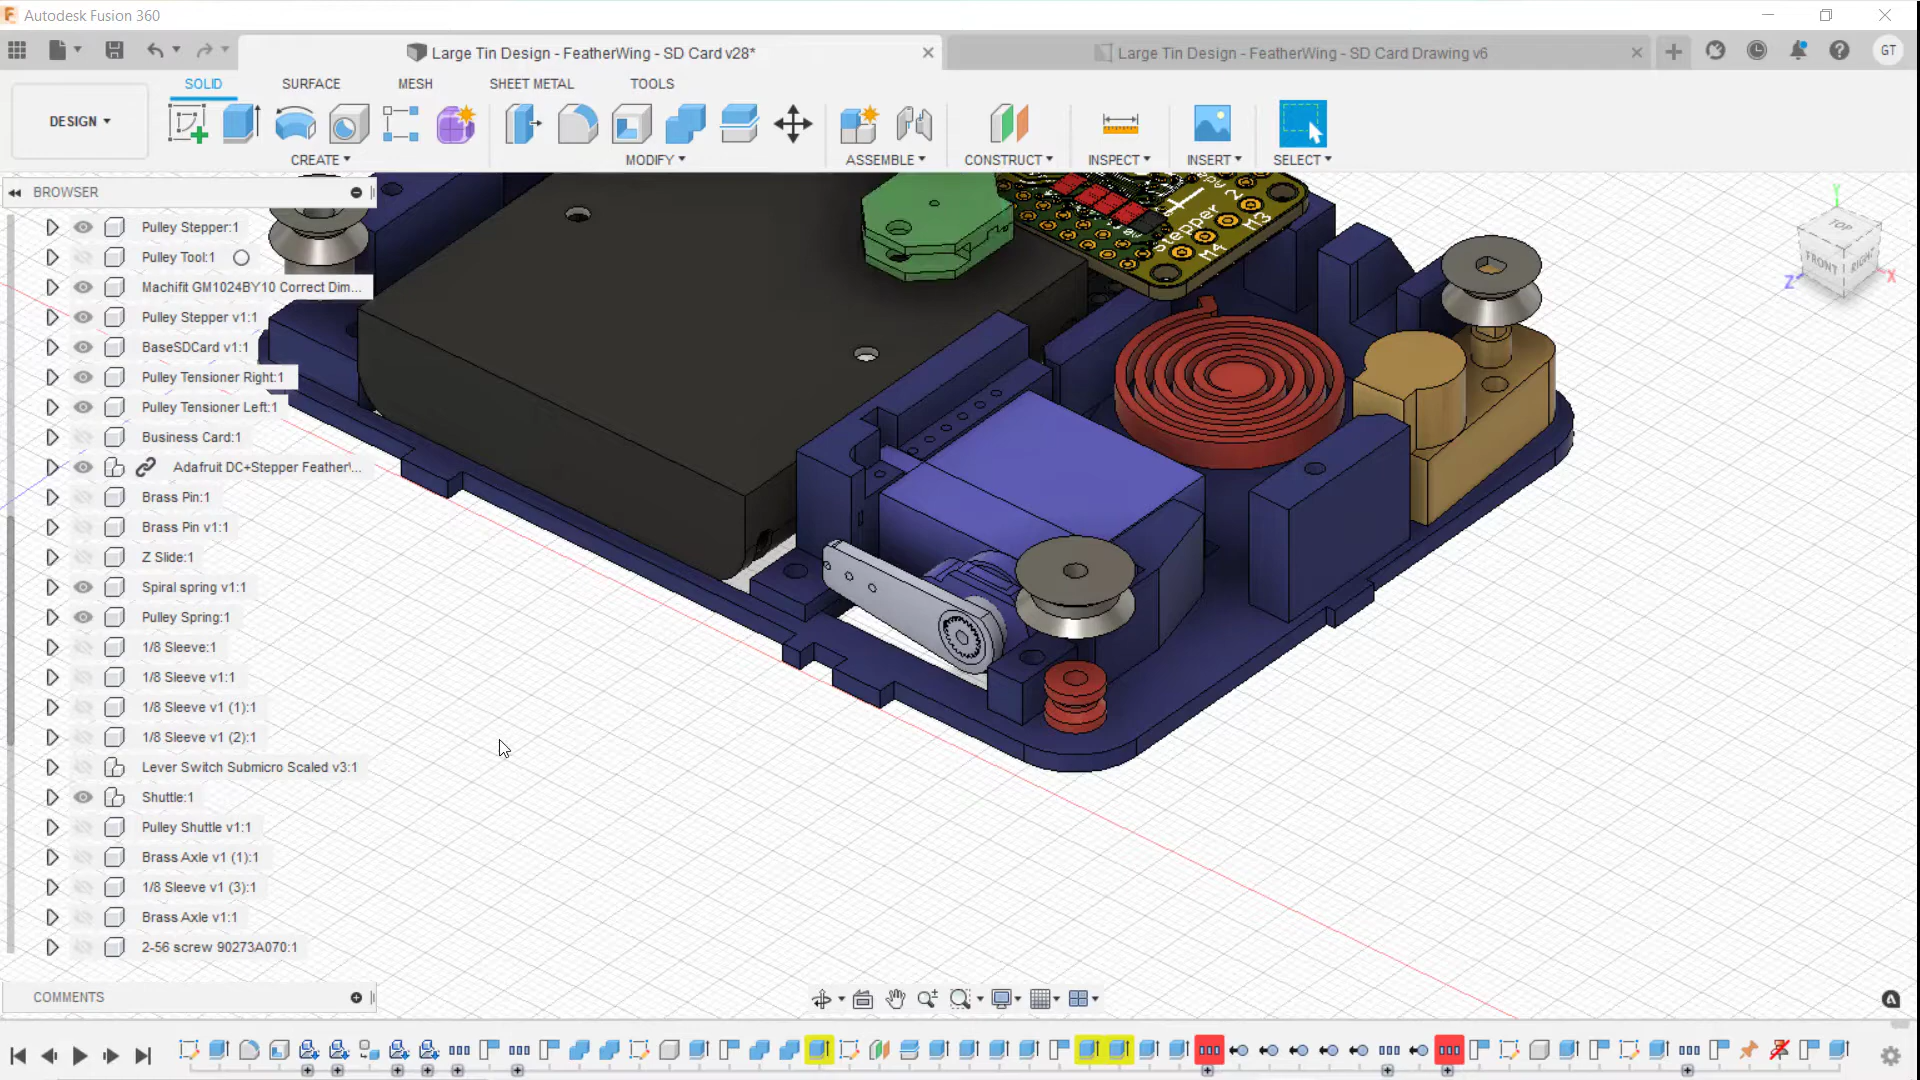 Autodesk Fusion 360
Large Tin Design - FeatherWing - SD Card v28*
Large Tin Design - FeatherWing - SD Card Drawing v6
GT
SOLID
SURFACE
MESH
SHEET METAL
TOOLS
DESIGN
CREATE
MODIFY
ASSEMBLE
CONSTRUCT
INSPECT
INSERT
SELECT
BROWSER
Pulley Stepper:1
Pulley Tool:1
Machifit GM1024BY10 Correct Dim...
Pulley Stepper v1:1
BaseSDCard v1:1
Pulley Tensioner Right:1
Pulley Tensioner Left:1
Business Card:1
Adafruit DC+Stepper Feather\...
Brass Pin:1
Brass Pin v1:1
Z Slide:1
Spiral spring v1:1
Pulley Spring:1
1/8 Sleeve:1
1/8 Sleeve v1:1
1/8 Sleeve v1 (1):1
1/8 Sleeve v1 (2):1
Lever Switch Submicro Scaled v3:1
Shuttle:1
Pulley Shuttle v1:1
Brass Axle v1 (1):1
1/8 Sleeve v1 (3):1
Brass Axle v1:1
2-56 screw 90273A070:1
COMMENTS
Stepper
M4
M3
2
Y
TOP
FRONT
RIGHT
Z
X